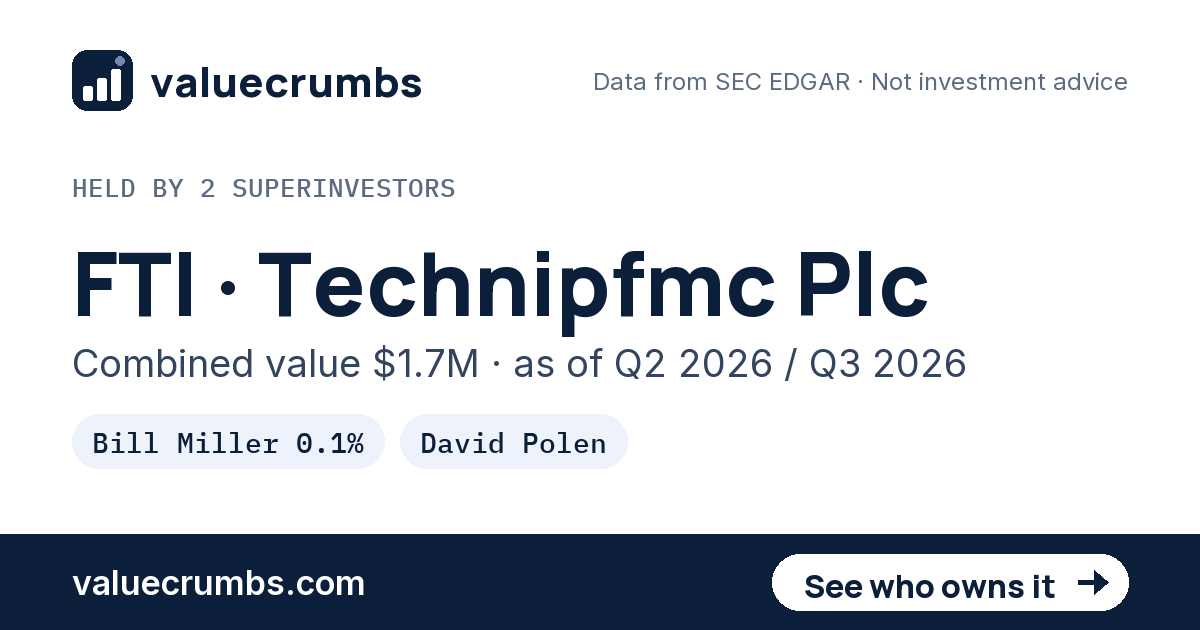 valuecrumbs
Data from SEC EDGAR · Not investment advice
HELD BY 2 SUPERINVESTORS
FTI · Technipfmc Plc
Combined value $1.7M · as of Q2 2026 / Q3 2026
Bill Miller 0.1%
David Polen
valuecrumbs.com
See who owns it →